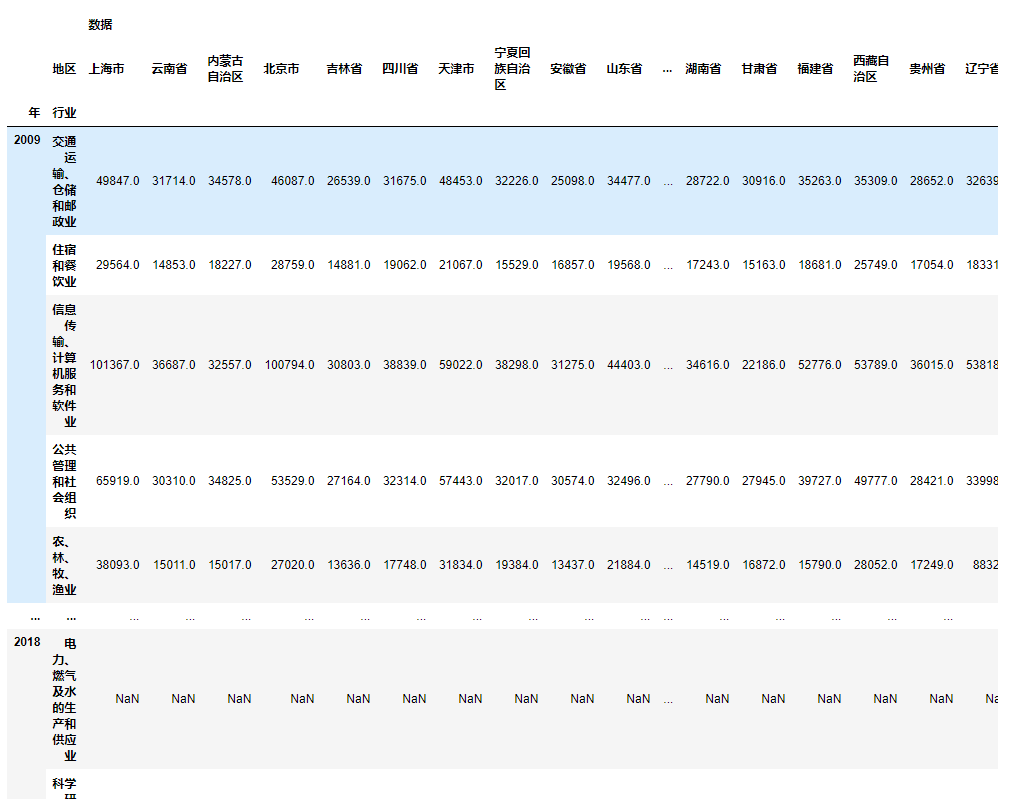 数据
地区 上海市 云南省 内蒙古自治区 北京市 吉林省 四川省 天津市 宁夏回族自治区 安徽省 山东省 ... 湖南省 甘肃省 福建省 西藏自治区 贵州省 辽宁省
年 行业
2009 交通运输、仓储和邮政业 49847.0 31714.0 34578.0 46087.0 26539.0 31675.0 48453.0 32226.0 25098.0 34477.0 ... 28722.0 30916.0 35263.0 35309.0 28652.0 32639
住宿和餐饮业 29564.0 14853.0 18227.0 28759.0 14881.0 19062.0 21067.0 15529.0 16857.0 19568.0 ... 17243.0 15163.0 18681.0 25749.0 17054.0 18331
信息传输、计算机服务和软件业 101367.0 36687.0 32557.0 100794.0 30803.0 38839.0 59022.0 38298.0 31275.0 44403.0 ... 34616.0 22186.0 52776.0 53789.0 36015.0 53818
公共管理和社会组织 65919.0 30310.0 34825.0 53529.0 27164.0 32314.0 57443.0 32017.0 30574.0 32496.0 ... 27790.0 27945.0 39727.0 49777.0 28421.0 33998
农、林、牧、渔业 38093.0 15011.0 15017.0 27020.0 13636.0 17748.0 31834.0 19384.0 13437.0 21884.0 ... 14519.0 16872.0 15790.0 28052.0 17249.0 8832
... ... ... ... ... ... ... ... ... ... ... ... ... ... ... ... ... ...
2018 电力、燃气及水的生产和供应业 NaN NaN NaN NaN NaN NaN NaN NaN NaN NaN ... NaN NaN NaN NaN NaN Na
科学研